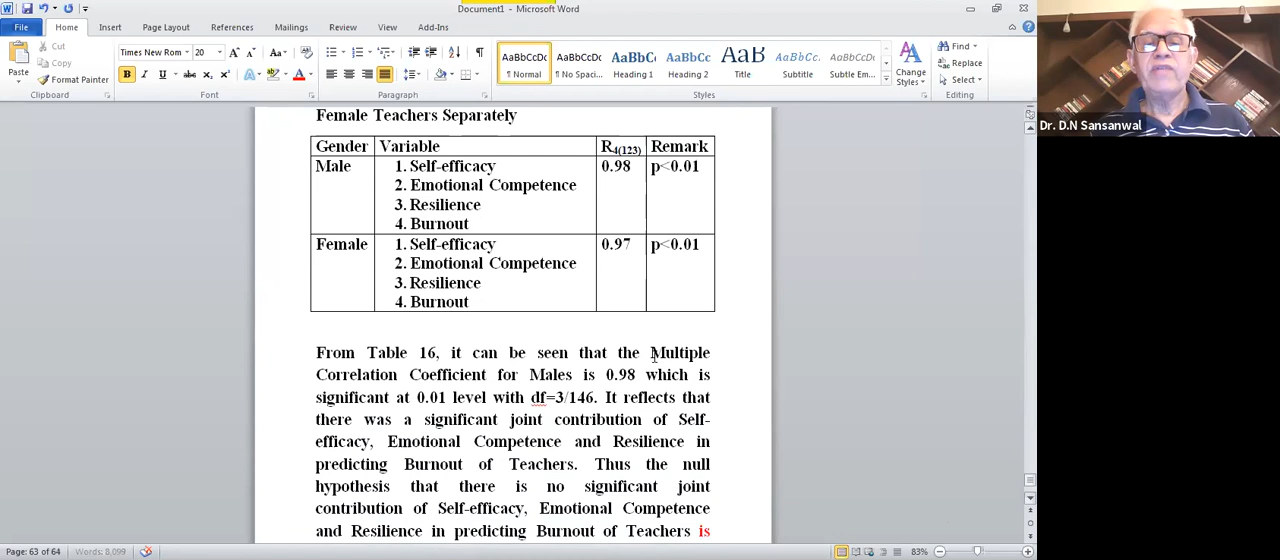 Document1 - Microsoft Word
File Home Insert Page Layout References Mailings Review View Add-Ins
Cut
Copy
Format Painter
Paste
Clipboard
Times New Rom 20
B I U abc x₂ x² A
Font
Paragraph
AaBbCcDc AaBbCcDc AaBbC( AaBbCc AaB AaBbCc. AaBbCcDc
¶ Normal ¶ No Spaci... Heading 1 Heading 2 Title Subtitle Subtle Em...
Change Styles
Styles
Find
Replace
Select
Editing
Dr. D.N Sansanwal
Female Teachers Separately
Gender Variable R4(123) Remark
Male 1. Self-efficacy 0.98 p<0.01
2. Emotional Competence
3. Resilience
4. Burnout
Female 1. Self-efficacy 0.97 p<0.01
2. Emotional Competence
3. Resilience
4. Burnout
From Table 16, it can be seen that the Multiple
Correlation Coefficient for Males is 0.98 which is
significant at 0.01 level with df=3/146. It reflects that
there was a significant joint contribution of Self-
efficacy, Emotional Competence and Resilience in
predicting Burnout of Teachers. Thus the null
hypothesis that there is no significant joint
contribution of Self-efficacy, Emotional Competence
and Resilience in predicting Burnout of Teachers is
Page: 63 of 64 Words: 8,099 83%